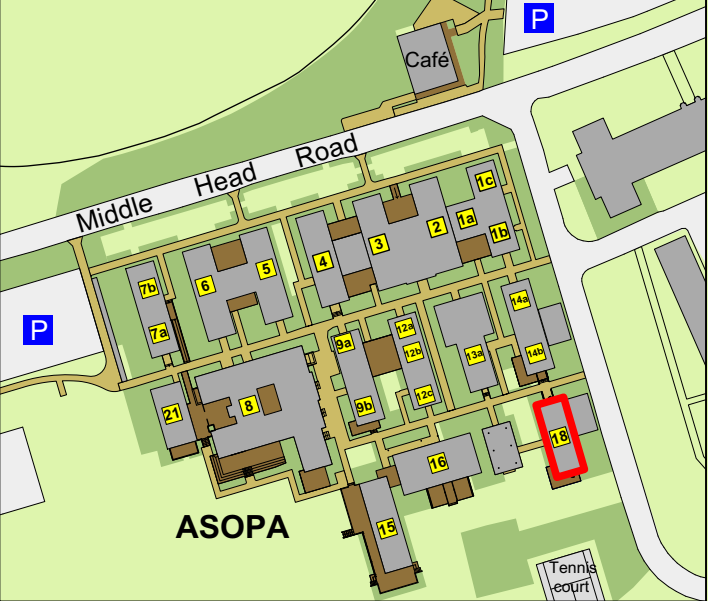 P
Café
Middle Head Road
1c
1a
1b
2
3
4
5
6
7b
7a
P
14a
12a
12b
9a
13a
14b
12c
9b
8
21
18
16
15
ASOPA
Tennis
court